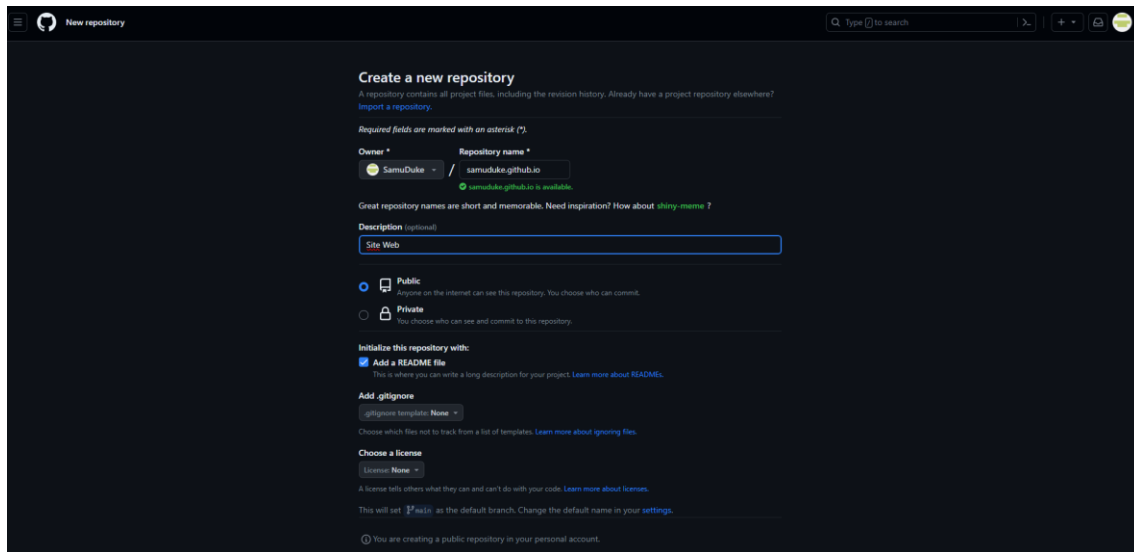 New repository
Type / to search
Create a new repository
A repository contains all project files, including the revision history. Already have a project repository elsewhere?
Import a repository.
Required fields are marked with an asterisk (*).
Owner * Repository name *
SamuDuke / samuduke.github.io
samuduke.github.io is available.
Great repository names are short and memorable. Need inspiration? How about shiny-meme ?
Description (optional)
Site Web
Public
Anyone on the internet can see this repository. You choose who can commit.
Private
You choose who can see and commit to this repository.
Initialize this repository with:
Add a README file
This is where you can write a long description for your project. Learn more about READMEs.
Add .gitignore
.gitignore template: None
Choose which files not to track from a list of templates. Learn more about ignoring files.
Choose a license
License: None
A license tells others what they can and can't do with your code. Learn more about licenses.
This will set main as the default branch. Change the default name in your settings.
You are creating a public repository in your personal account.